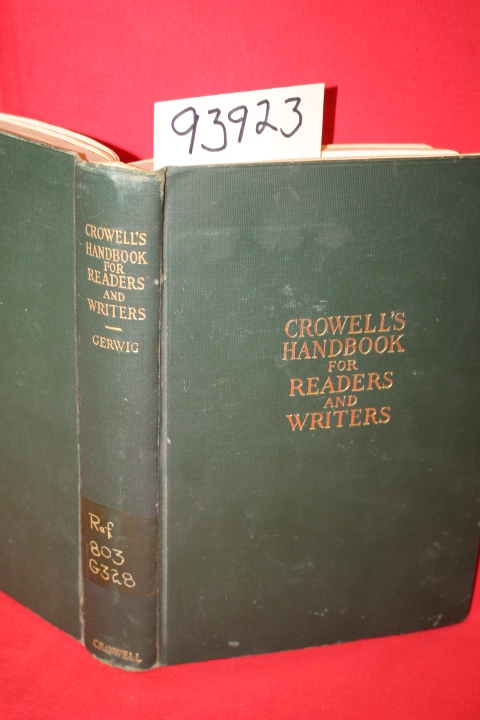 93923
CROWELL'S
HANDBOOK
FOR
READERS
AND
WRITERS
GERWIG
Ref
803
G328
CROWELL
CROWELL'S
HANDBOOK
FOR
READERS
AND
WRITERS